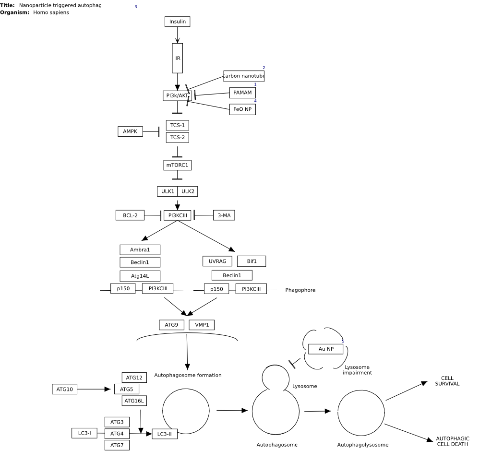 Title: Nanoparticle triggered autophag
Organism: Homo sapiens
Insulin
IR
Carbon nanotube
Pi3k/AKT
PAMAM
FeO NP
TCS-1
AMPK
TCS-2
mTORC1
ULK1 ULK2
BCL-2 PI3KCIII 3-MA
Ambra1
Beclin1 UVRAG Bif1
Atg14L Beclin1
p150 PI3KCIII p150 PI3KCIII Phagophore
ATG9 VMP1
Au NP
Lysosome
impairment
Autophagosome formation
ATG12
Lysosome
ATG10 ATG5
ATG16L
CELL
SURVIVAL
ATG3
LC3-I ATG4 LC3-II
ATG7
Autophagosome Autophagolysosome
AUTOPHAGIC
CELL DEATH